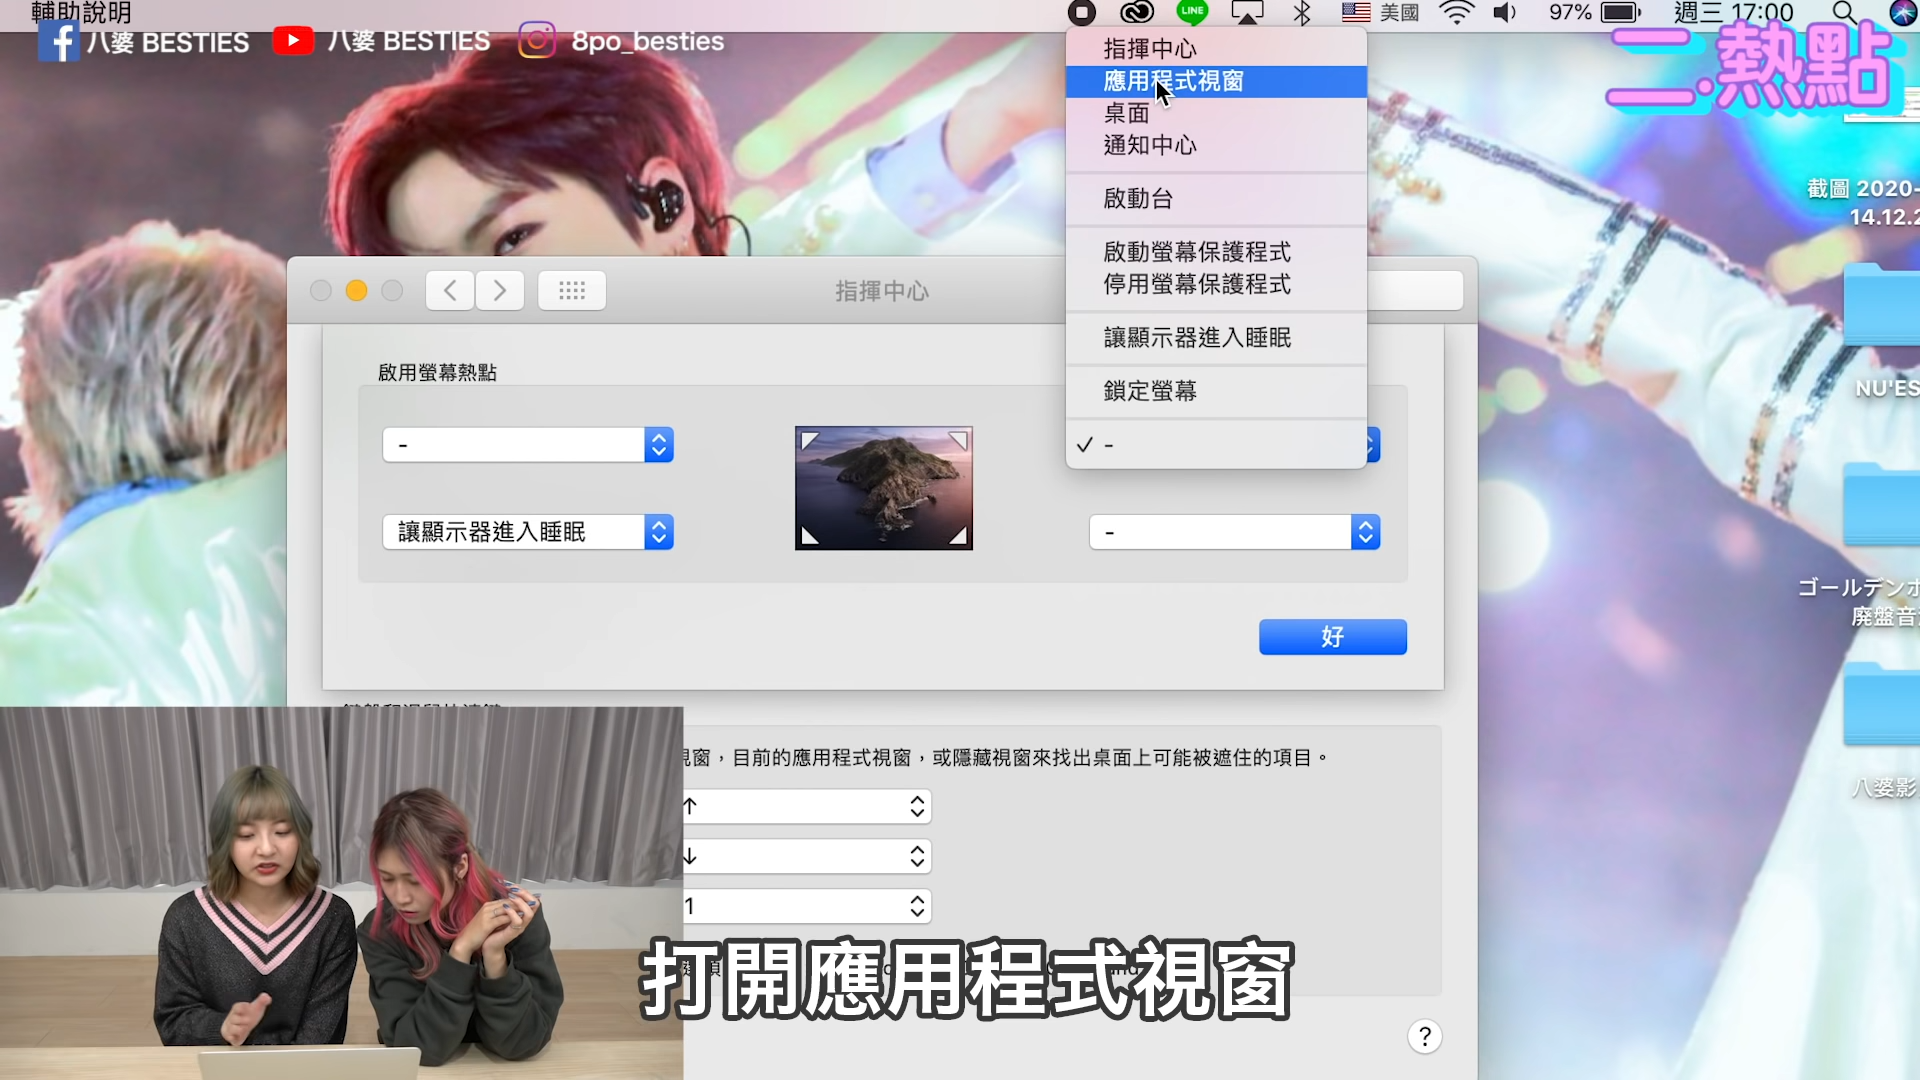 輔助說明
LINE
美國
97%
週三 17:00
八婆 BESTIES
八婆 BESTIES
8po_besties
二.熱點
指揮中心
應用程式視窗
桌面
通知中心
啟動台
啟動螢幕保護程式
停用螢幕保護程式
讓顯示器進入睡眠
鎖定螢幕
✓ -
截圖 2020-
14.12.2
指揮中心
啟用螢幕熱點
-
讓顯示器進入睡眠
-
NU'ES
好
ゴールデンボ
廃盤音
視窗，目前的應用程式視窗，或隱藏視窗來找出桌面上可能被遮住的項目。
↑
八婆影
↓
1
打開應用程式視窗
?